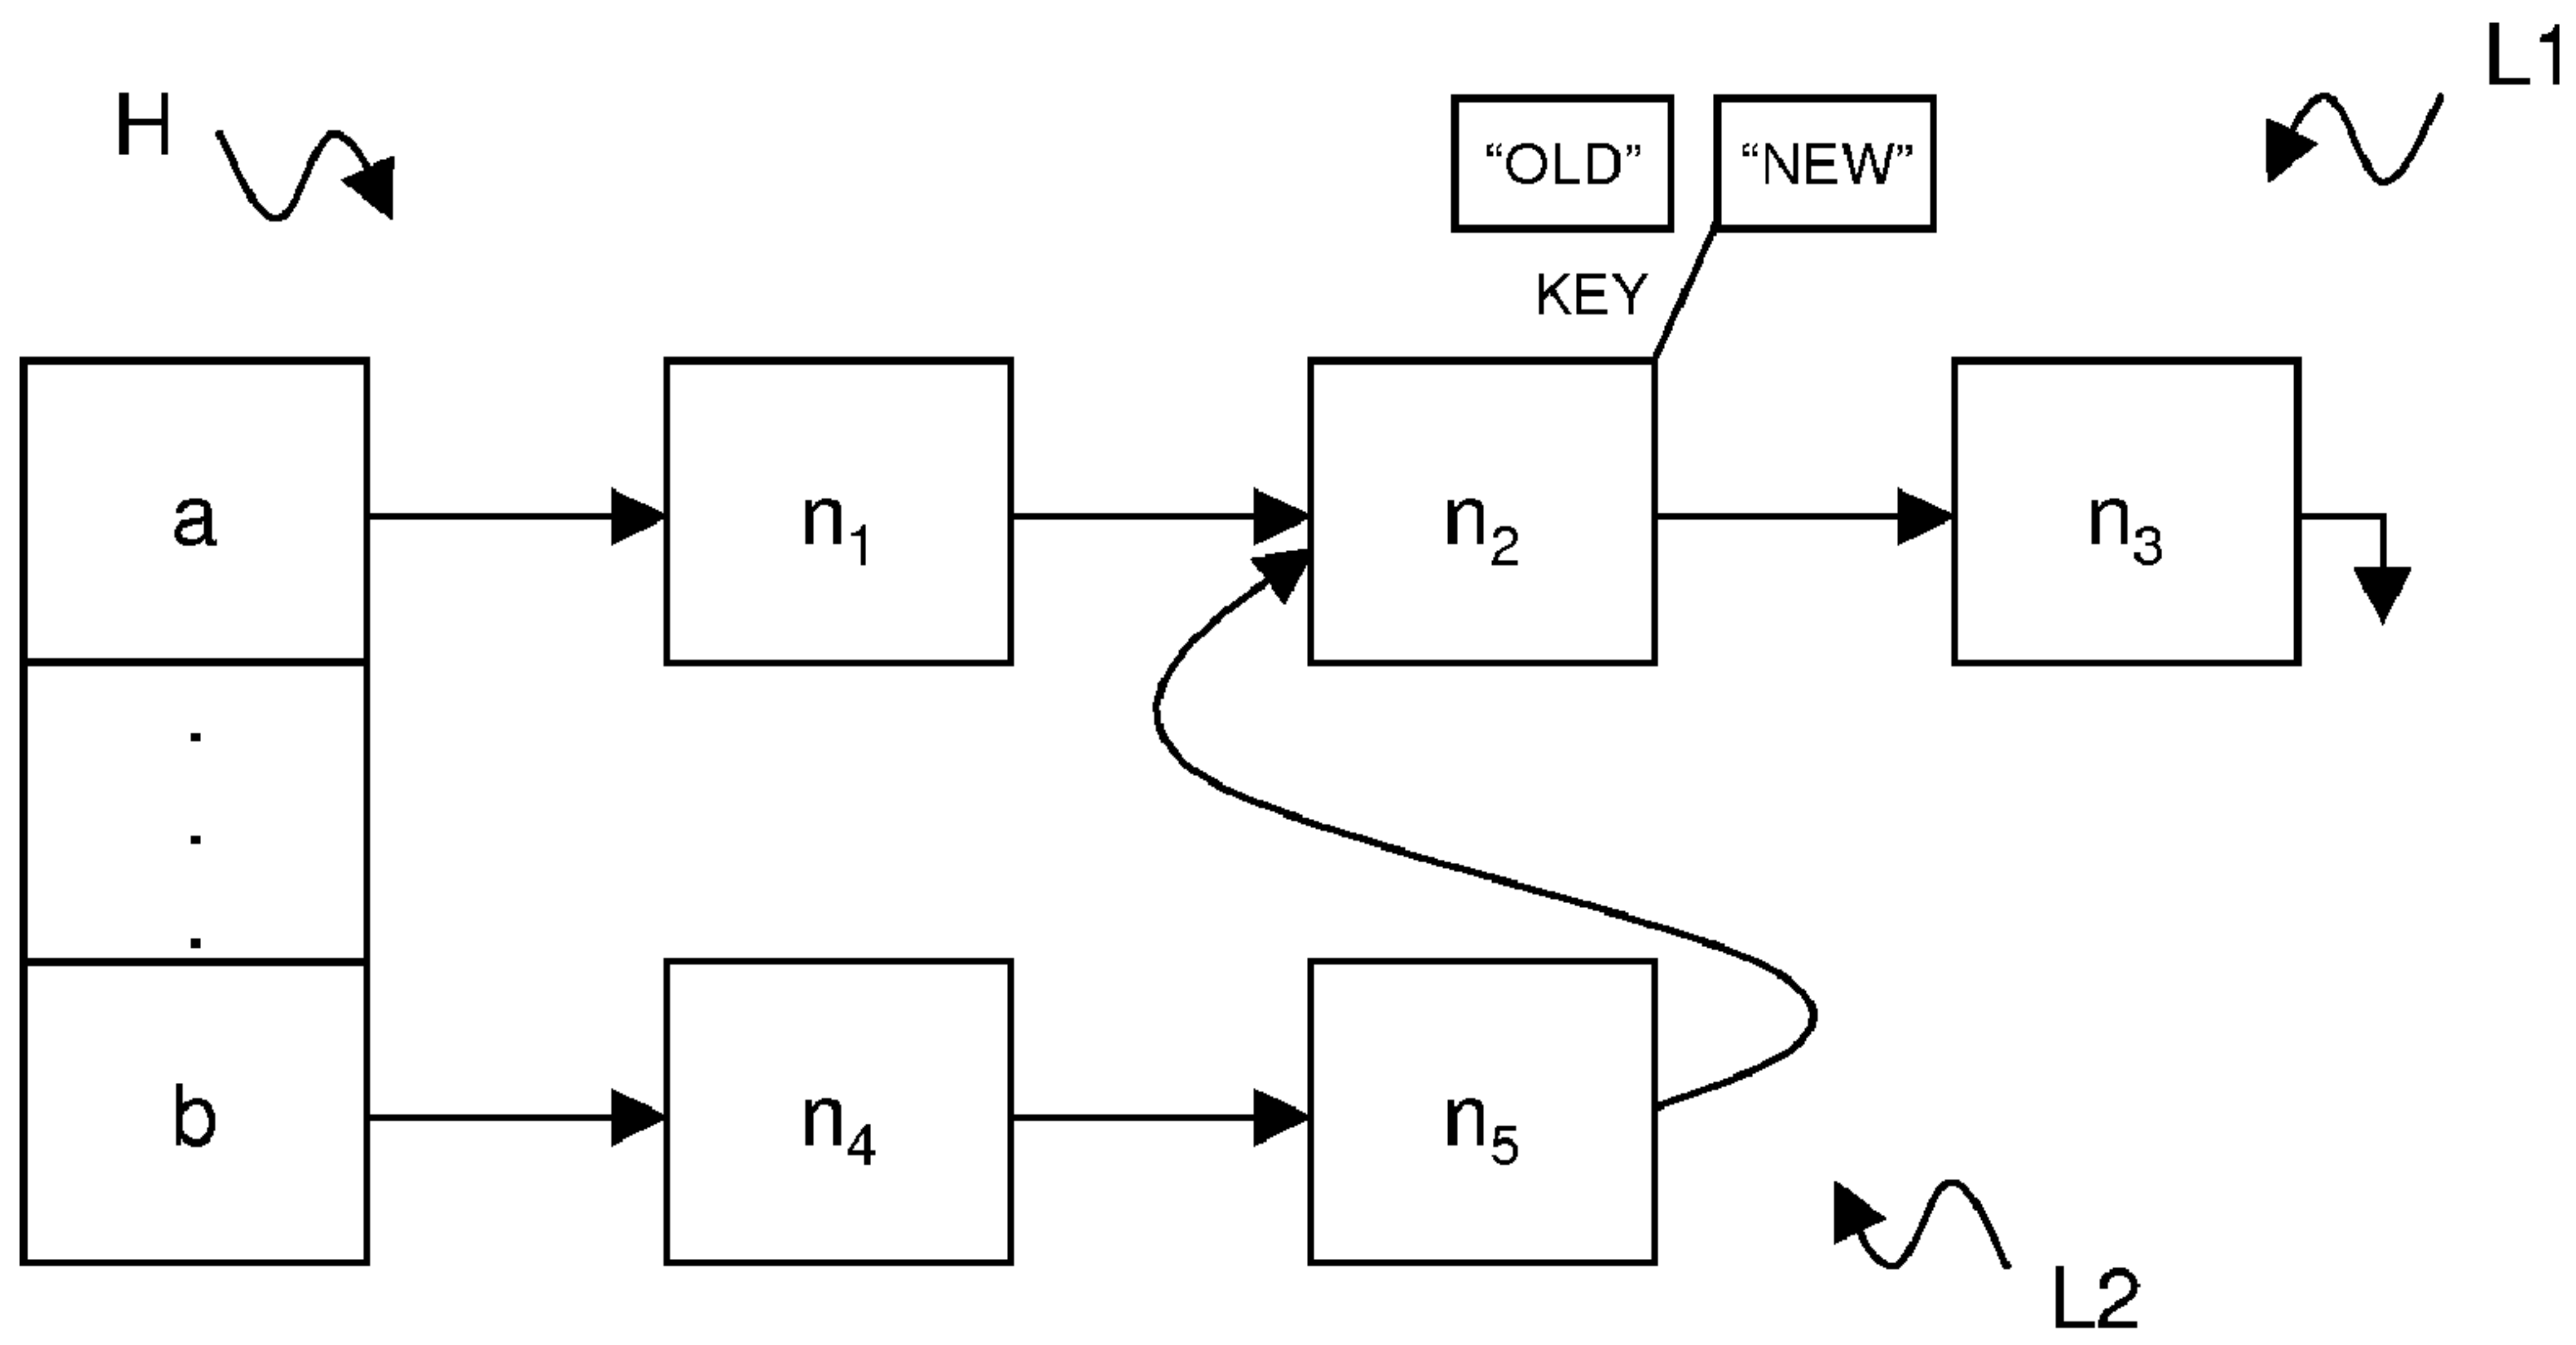 L1
H
“OLD” “NEW”
KEY
a n1 n2 n3
.
.
.
b n4 n5
L2